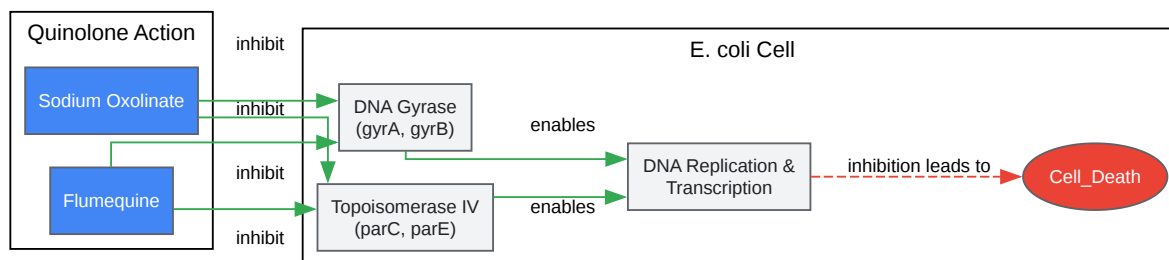 Quinolone Action
Sodium Oxolinate
Flumequine
inhibit
inhibit
inhibit
inhibit
E. coli Cell
DNA Gyrase
(gyrA, gyrB)
Topoisomerase IV
(parC, parE)
enables
enables
DNA Replication &
Transcription
inhibition leads to
Cell_Death